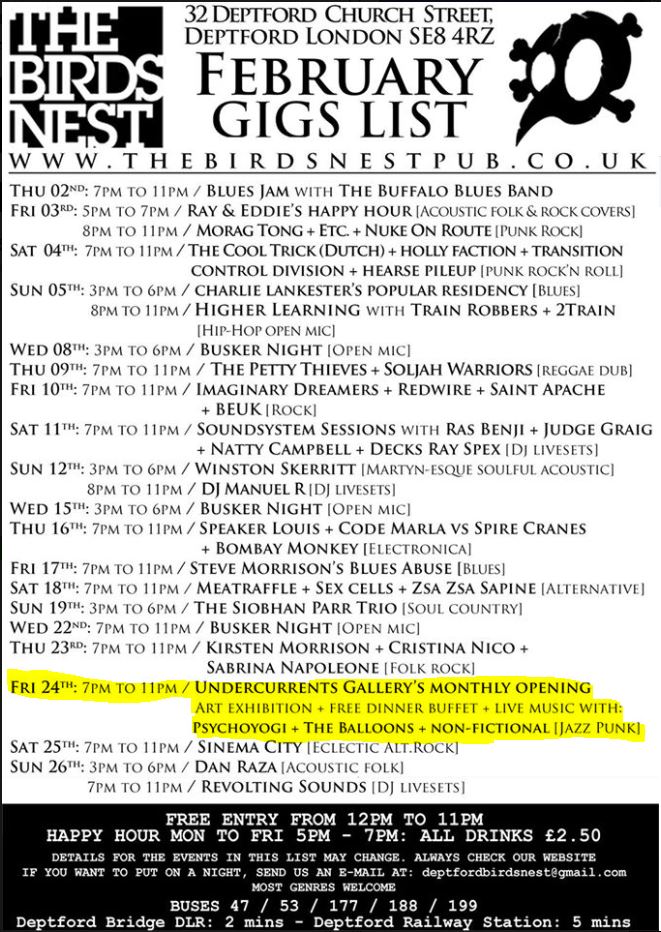 THE
BIRDS
NEST
32 DEPTFORD CHURCH STREET,
DEPTFORD LONDON SE8 4RZ
FEBRUARY
GIGS LIST
WWW.THEBIRDSNESTPUB.CO.UK
THU 02ND: 7PM TO 11PM / BLUES JAM WITH THE BUFFALO BLUES BAND
FRI 03RD: 5PM TO 7PM / RAY & EDDIE'S HAPPY HOUR [ACOUSTIC FOLK & ROCK COVERS]
8PM TO 11PM / MORAG TONG + ETC. + NUKE ON ROUTE [PUNK ROCK]
SAT 04TH: 7PM TO 11PM / THE COOL TRICK (DUTCH) + HOLLY FACTION + TRANSITION
CONTROL DIVISION + HEARSE PILEUP [PUNK ROCK'N ROLL]
SUN 05TH: 3PM TO 6PM / CHARLIE LANKESTER'S POPULAR RESIDENCY [BLUES]
8PM TO 11PM / HIGHER LEARNING WITH TRAIN ROBBERS + 2TRAIN
[HIP-HOP OPEN MIC]
WED 08TH: 3PM TO 6PM / BUSKER NIGHT [OPEN MIC]
THU 09TH: 7PM TO 11PM / THE PETTY THIEVES + SOLJAH WARRIORS [REGGAE DUB]
FRI 10TH: 7PM TO 11PM / IMAGINARY DREAMERS + REDWIRE + SAINT APACHE
+ BEUK [ROCK]
SAT 11TH: 7PM TO 11PM / SOUNDSYSTEM SESSIONS WITH RAS BENJI + JUDGE GRAIG
+ NATTY CAMPBELL + DECKS RAY SPEX [DJ LIVESETS]
SUN 12TH: 3PM TO 6PM / WINSTON SKERRITT [MARTYN-ESQUE SOULFUL ACOUSTIC]
8PM TO 11PM / DJ MANUEL R [DJ LIVESETS]
WED 15TH: 3PM TO 6PM / BUSKER NIGHT [OPEN MIC]
THU 16TH: 7PM TO 11PM / SPEAKER LOUIS + CODE MARLA VS SPIRE CRANES
+ BOMBAY MONKEY [ELECTRONICA]
FRI 17TH: 7PM TO 11PM / STEVE MORRISON'S BLUES ABUSE [BLUES]
SAT 18TH: 7PM TO 11PM / MEATRAFFLE + SEX CELLS + ZSA ZSA SAPINE [ALTERNATIVE]
SUN 19TH: 3PM TO 6PM / THE SIOBHAN PARR TRIO [SOUL COUNTRY]
WED 22ND: 7PM TO 11PM / BUSKER NIGHT [OPEN MIC]
THU 23RD: 7PM TO 11PM / KIRSTEN MORRISON + CRISTINA NICO +
SABRINA NAPOLEONE [FOLK ROCK]
FRI 24TH: 7PM TO 11PM / UNDERCURRENTS GALLERY'S MONTHLY OPENING
ART EXHIBITION + FREE DINNER BUFFET + LIVE MUSIC WITH:
PSYCHOYOGI + THE BALLOONS + NON-FICTIONAL [JAZZ PUNK]
SAT 25TH: 7PM TO 11PM / SINEMA CITY [ECLECTIC ALT.ROCK]
SUN 26TH: 3PM TO 6PM / DAN RAZA [ACOUSTIC FOLK]
7PM TO 11PM / REVOLTING SOUNDS [DJ LIVESETS]
FREE ENTRY FROM 12PM TO 11PM
HAPPY HOUR MON TO FRI 5PM - 7PM: ALL DRINKS £2.50
DETAILS FOR THE EVENTS IN THIS LIST MAY CHANGE. ALWAYS CHECK OUR WEBSITE
IF YOU WANT TO PUT ON A NIGHT, SEND US AN E-MAIL AT: deptfordbirdsnest@gmail.com
MOST GENRES WELCOME
BUSES 47 / 53 / 177 / 188 / 199
Deptford Bridge DLR: 2 mins - Deptford Railway Station: 5 mins